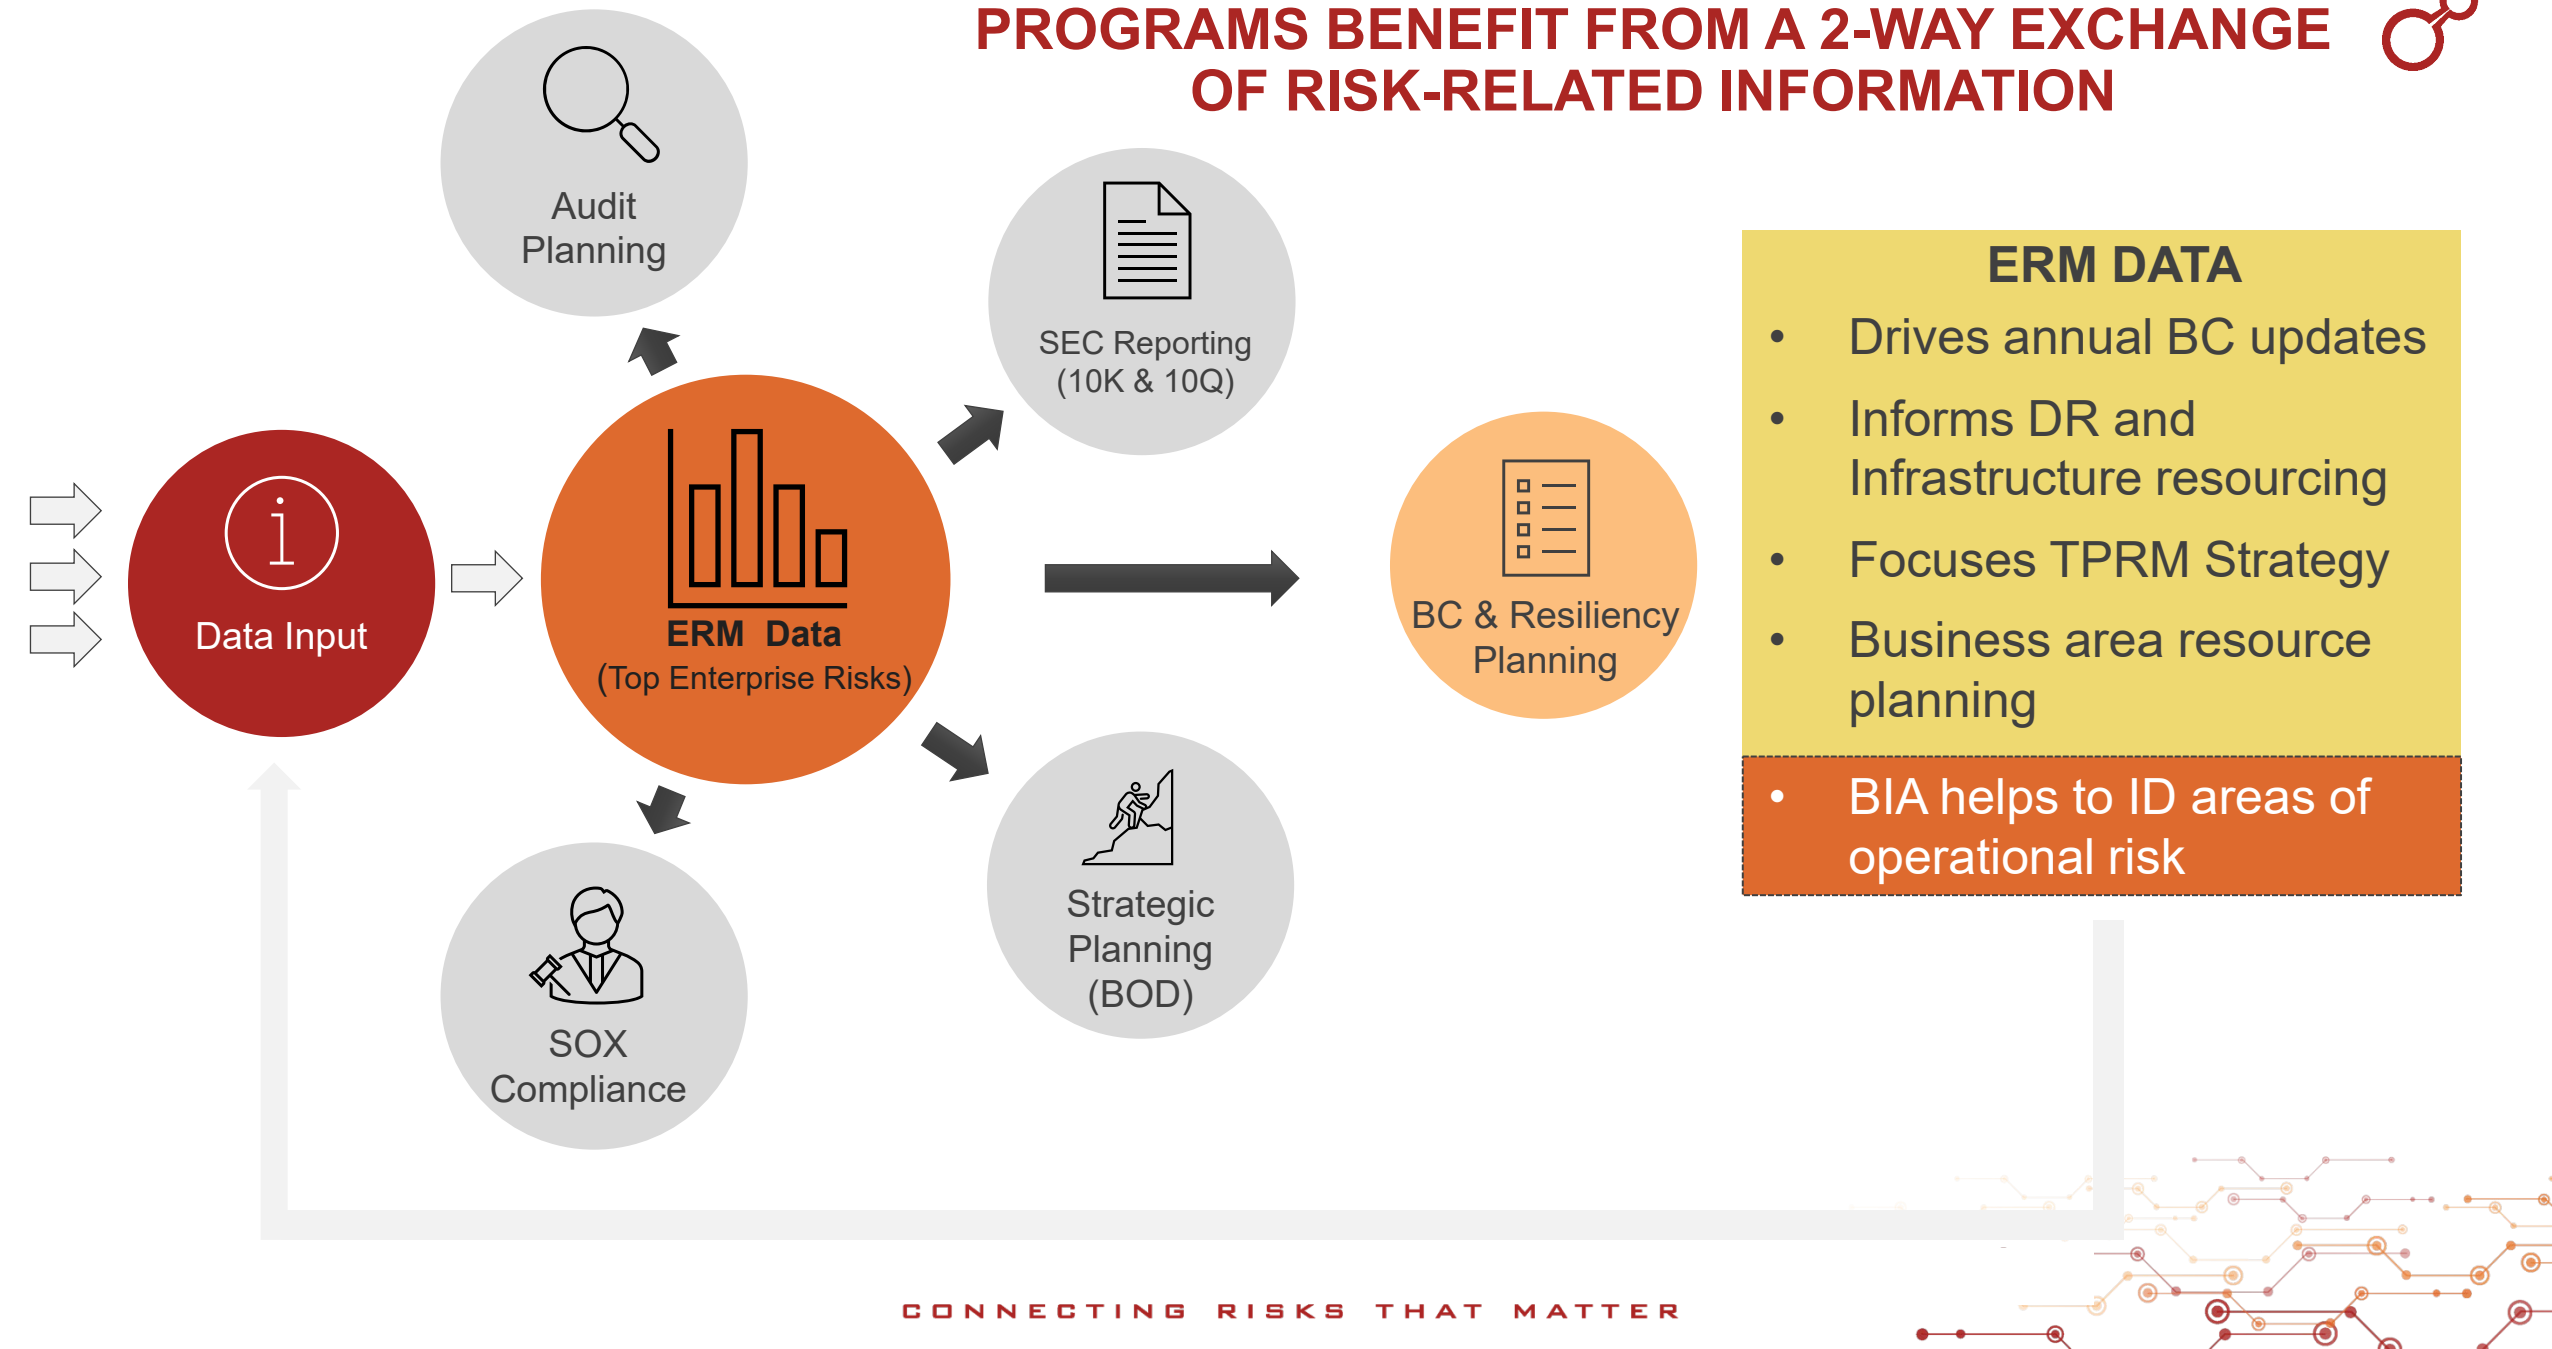 PROGRAMS BENEFIT FROM A 2-WAY EXCHANGE
OF RISK-RELATED INFORMATION
Audit
Planning
SEC Reporting
(10K & 10Q)
Data Input
ERM Data
(Top Enterprise Risks)
BC & Resiliency
Planning
Strategic
Planning
(BOD)
SOX
Compliance
ERM DATA
• Drives annual BC updates
• Informs DR and
Infrastructure resourcing
• Focuses TPRM Strategy
• Business area resource
planning
• BIA helps to ID areas of
operational risk
CONNECTING RISKS THAT MATTER